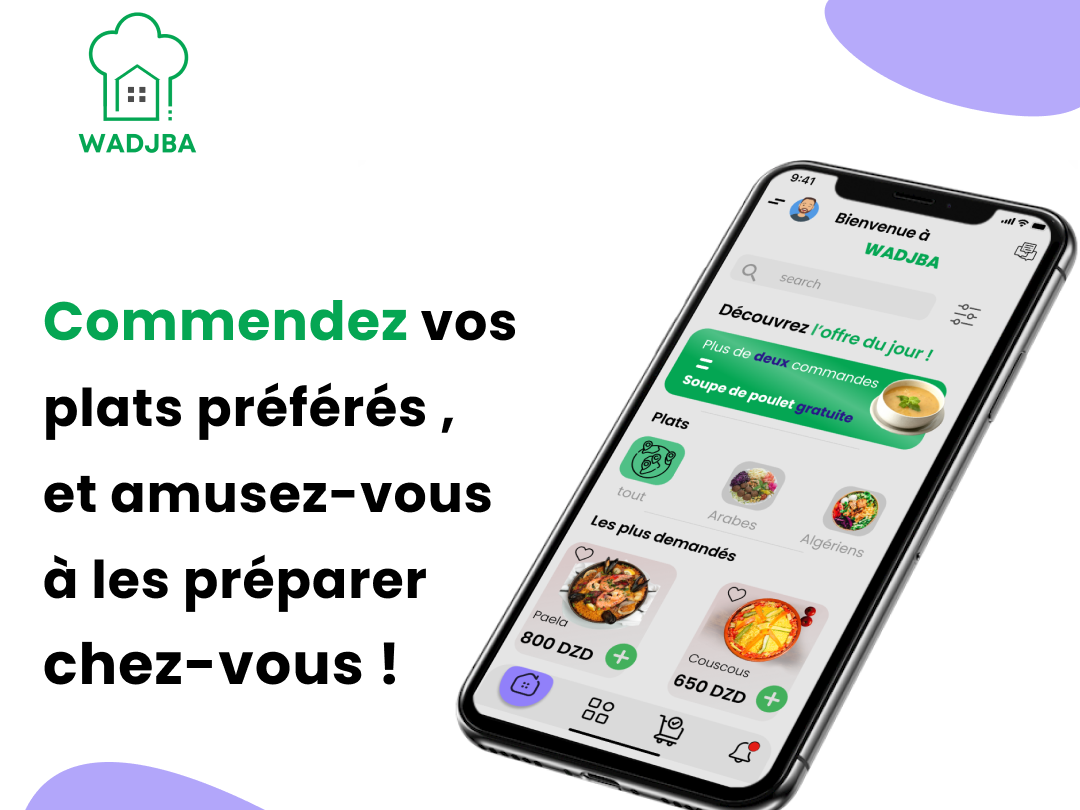 WADJBA
Commendez vos
plats préférés ,
et amusez-vous
à les préparer
chez-vous !
9:41
Bienvenue à
WADJBA
search
Découvrez l'offre du jour !
Plus de deux commandes
=
Soupe de poulet gratuite
Plats
tout
Arabes
Algériens
Les plus demandés
Paela
800 DZD
Couscous
650 DZD